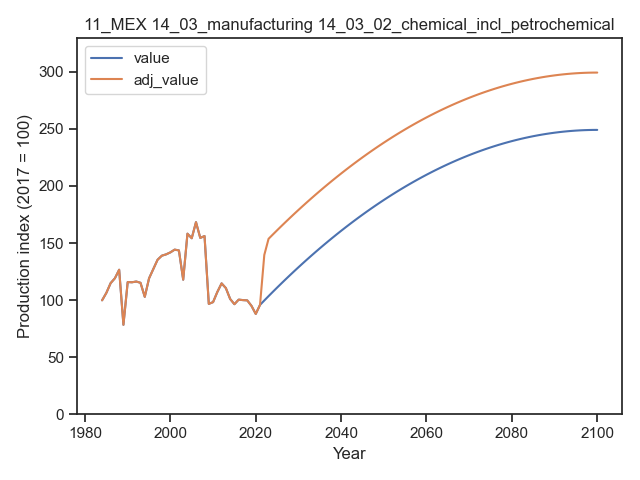 11_MEX 14_03_manufacturing 14_03_02_chemical_incl_petrochemical
value
adj_value
Production index (2017 = 100)
300
250
200
150
100
50
0
1980 2000 2020 2040 2060 2080 2100
Year